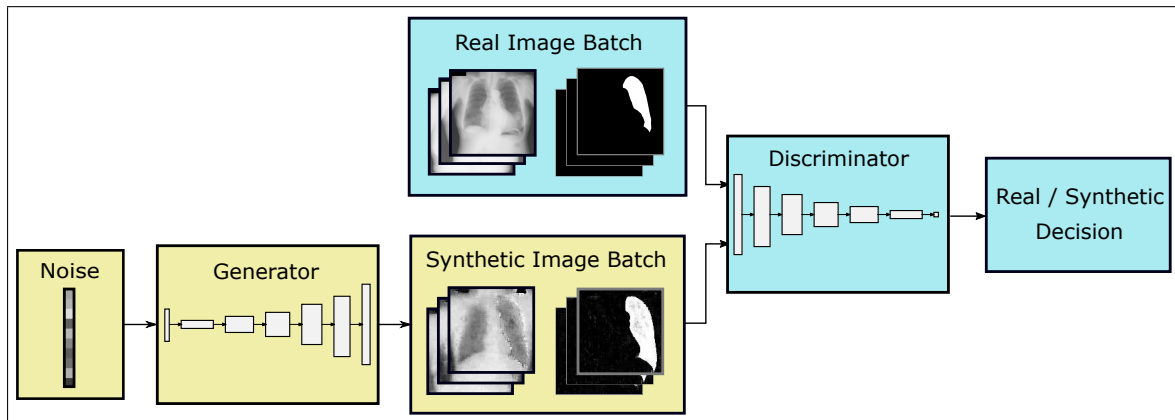 Real Image Batch
Discriminator
Real / Synthetic
Decision
Noise
Generator
Synthetic Image Batch